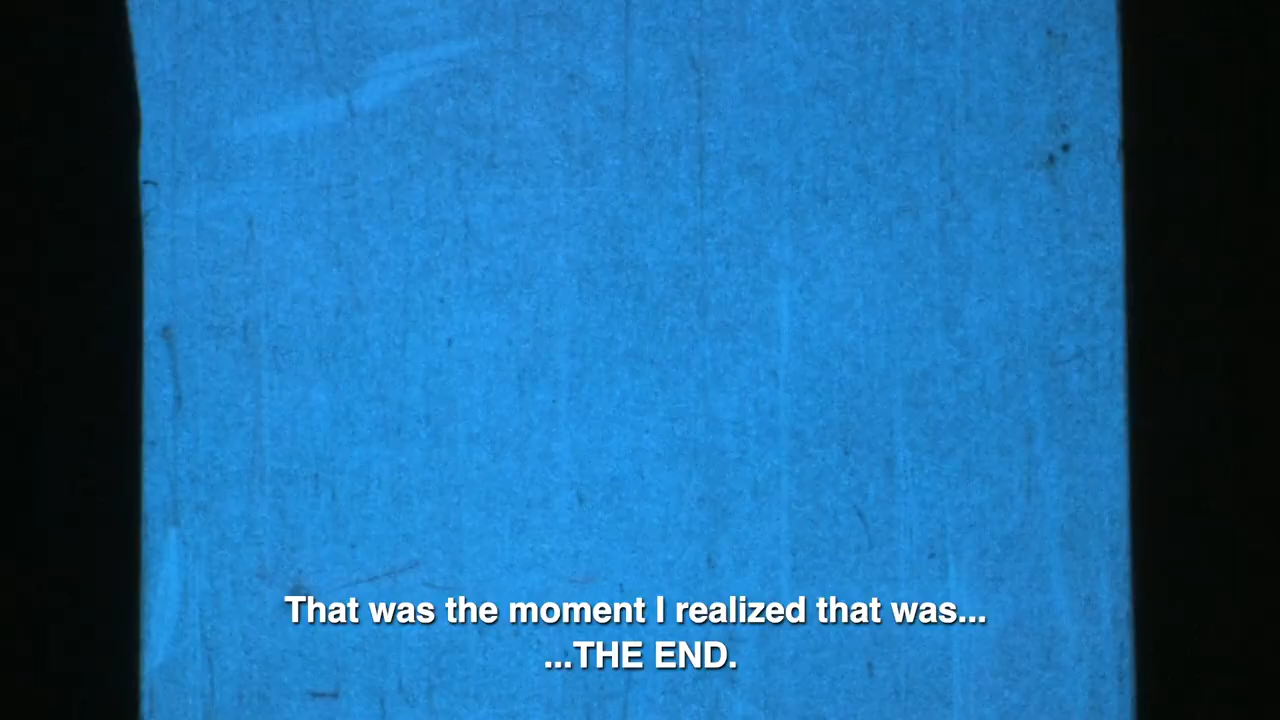 That was the moment I realized that was...
...THE END.